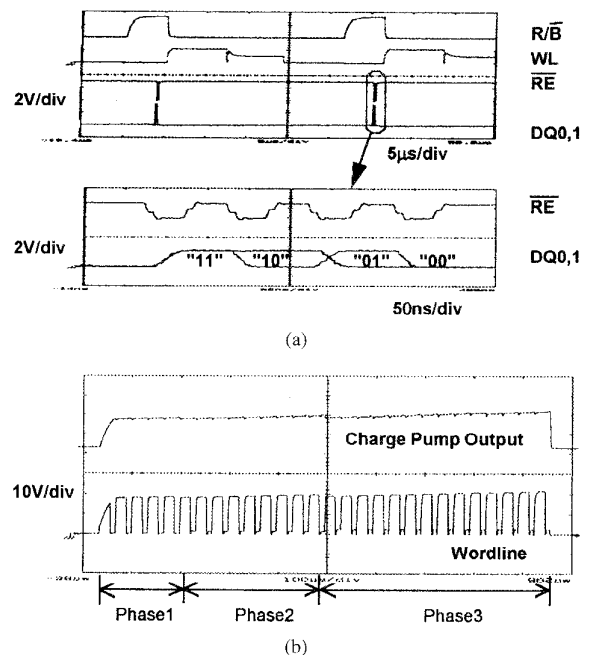 R/B̅
WL
R̅E̅
2V/div
DQ0,1
5µs/div
R̅E̅
2V/div
"11" "10" "01" "00" DQ0,1
50ns/div
(a)
Charge Pump Output
10V/div
Wordline
Phase1 Phase2 Phase3
(b)